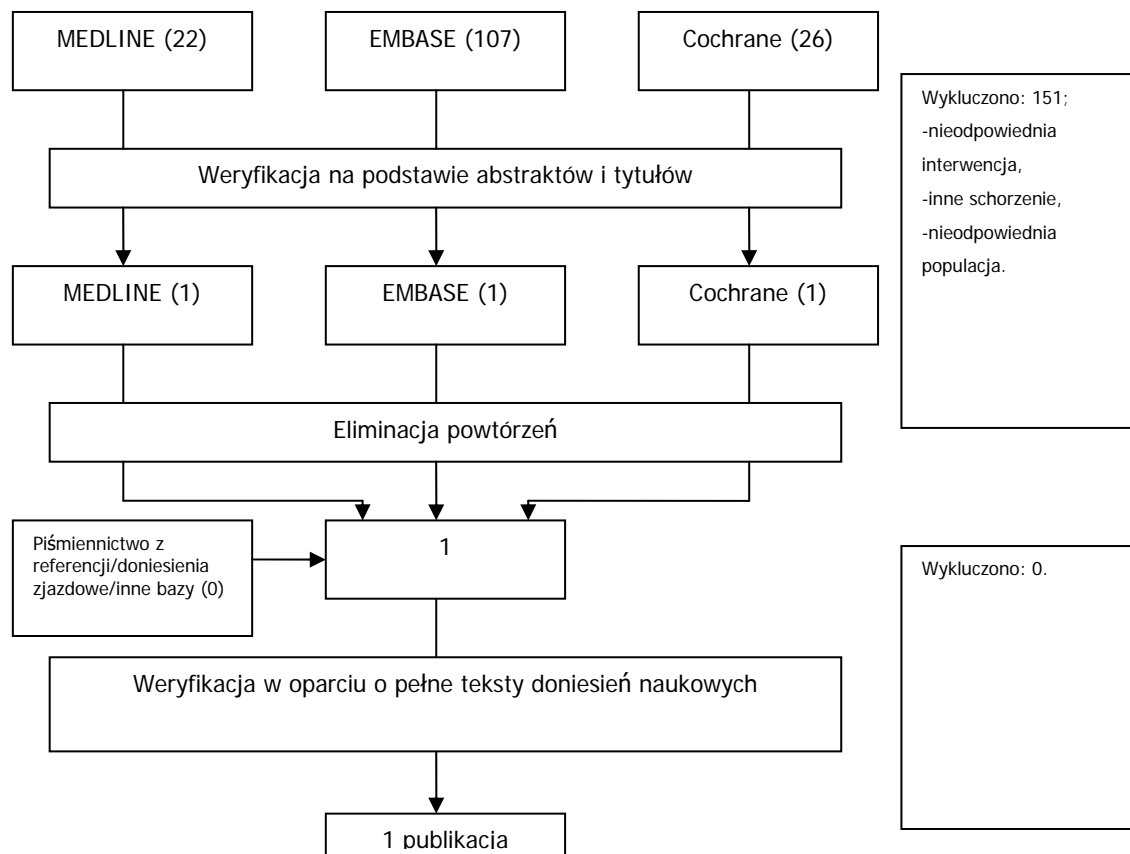 MEDLINE (22)
EMBASE (107)
Cochrane (26)
Wykluczono: 151;
-nieodpowiednia
interwencja,
-inne schorzenie,
-nieodpowiednia
populacja.
Weryfikacja na podstawie abstraktów i tytułów
MEDLINE (1)
EMBASE (1)
Cochrane (1)
Eliminacja powtórzeń
Piśmiennictwo z
referencji/doniesienia
zjazdowe/inne bazy (0)
1
Wykluczono: 0.
Weryfikacja w oparciu o pełne teksty doniesień naukowych
1 publikacja